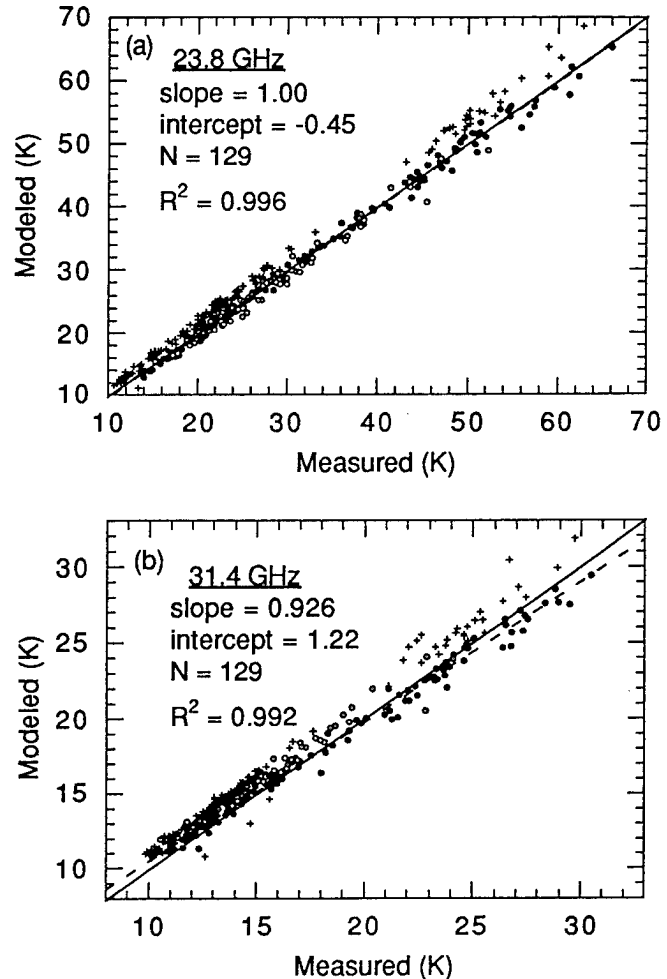 (a)
23.8 GHz
slope = 1.00
intercept = -0.45
N = 129
R² = 0.996
Modeled (K)
70
60
50
40
30
20
10
10 20 30 40 50 60 70
Measured (K)
(b)
31.4 GHz
slope = 0.926
intercept = 1.22
N = 129
R² = 0.992
Modeled (K)
30
25
20
15
10
10 15 20 25 30
Measured (K)